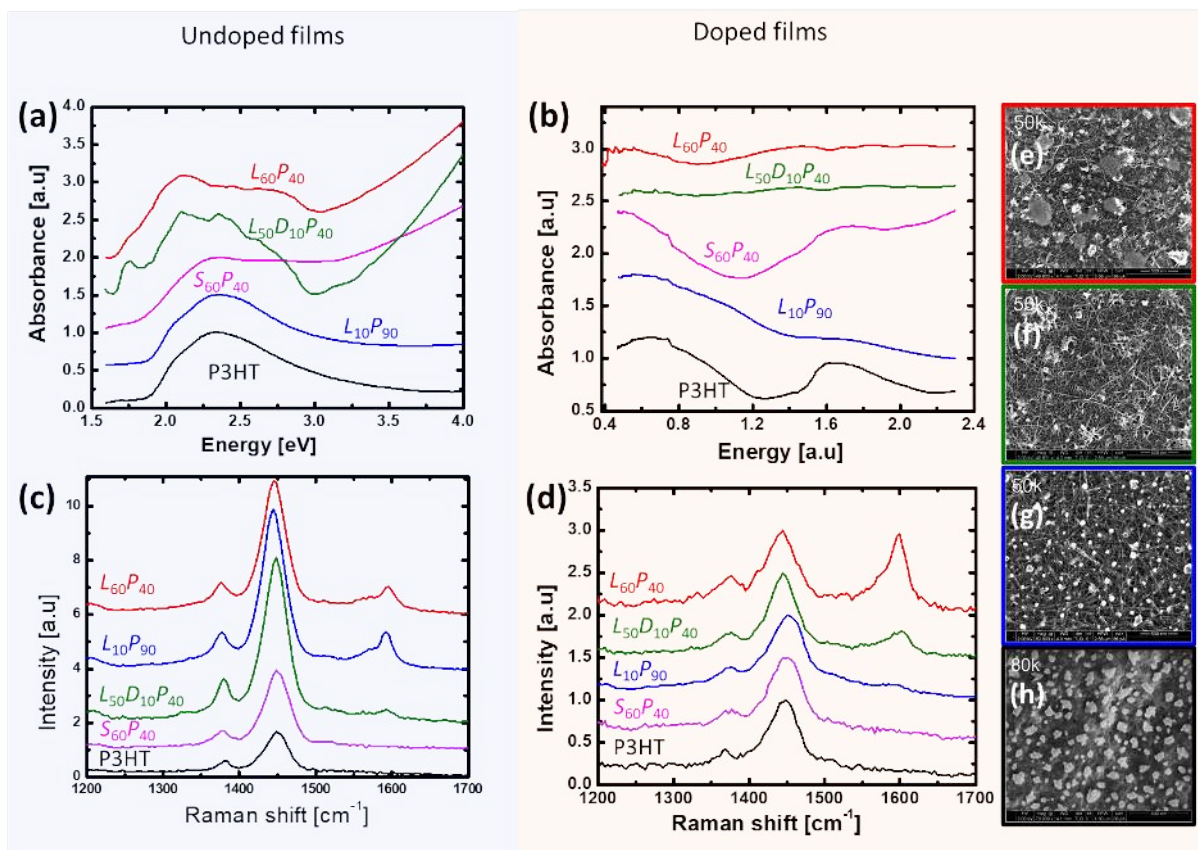 Undoped films
Doped films
(a)
4.0
3.5
3.0
2.5
2.0
1.5
1.0
0.5
0.0
Absorbance [a.u]
L₆₀P₄₀
L₅₀D₁₀P₄₀
S₆₀P₄₀
L₁₀P₉₀
P3HT
1.5 2.0 2.5 3.0 3.5 4.0
Energy [eV]
(b)
3.0
2.5
2.0
1.5
1.0
0.5
Absorbance [a.u]
L₆₀P₄₀
L₅₀D₁₀P₄₀
S₆₀P₄₀
L₁₀P₉₀
P3HT
0.4 0.8 1.2 1.6 2.0 2.4
Energy [a.u]
(c)
10
8
6
4
2
0
Intensity [a.u]
L₆₀P₄₀
L₁₀P₉₀
L₅₀D₁₀P₄₀
S₆₀P₄₀
P3HT
1200 1300 1400 1500 1600 1700
Raman shift [cm⁻¹]
(d)
3.5
3.0
2.5
2.0
1.5
1.0
0.5
0.0
Intensity [a.u]
L₆₀P₄₀
L₅₀D₁₀P₄₀
L₁₀P₉₀
S₆₀P₄₀
P3HT
1200 1300 1400 1500 1600 1700
Raman shift [cm⁻¹]
50k
(e)
50k
(f)
50k
(g)
80k
(h)